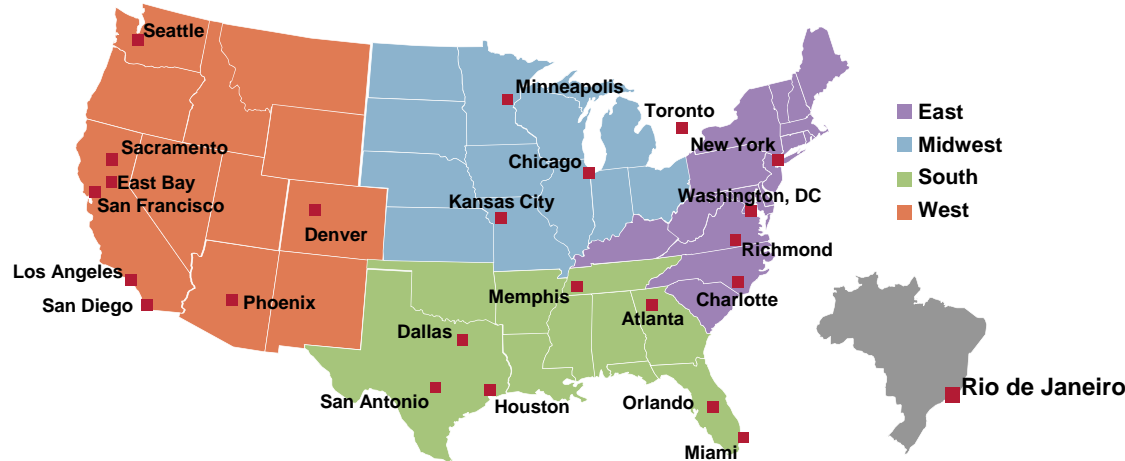 Seattle
Minneapolis
Toronto
East
New York
Midwest
Sacramento
Chicago
East Bay
South
San Francisco
Kansas City
Washington, DC
West
Denver
Richmond
Los Angeles
San Diego
Phoenix
Memphis
Charlotte
Atlanta
Dallas
Rio de Janeiro
San Antonio
Houston
Orlando
Miami